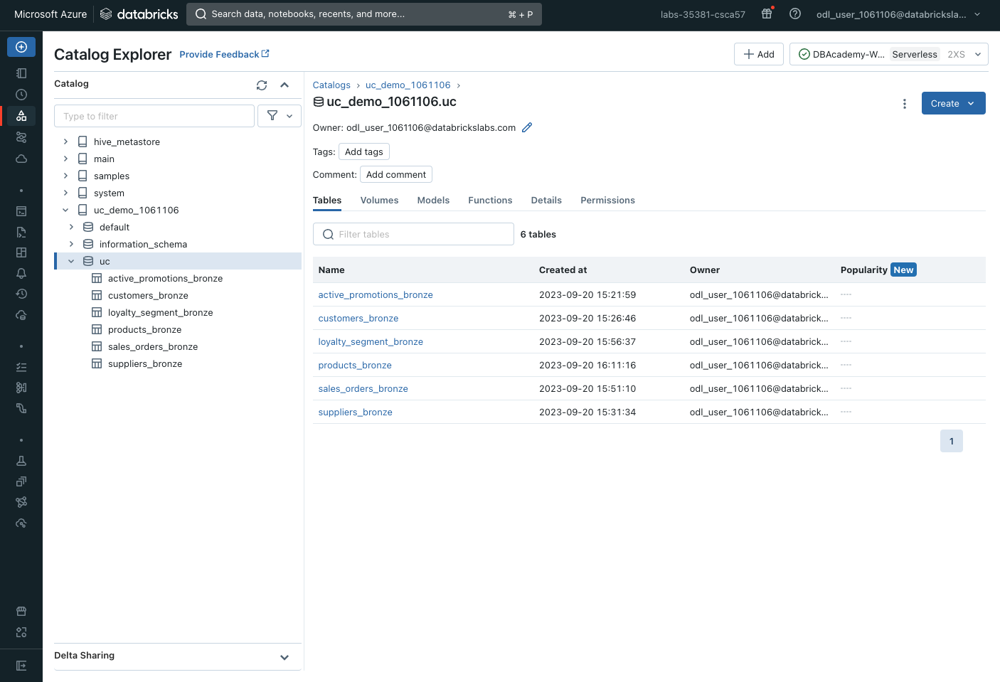 Microsoft Azure databricks Search data, notebooks, recents, and more... ⌘ + P labs-35381-csca57 odl_user_1061106@databricksla...
Catalog Explorer Provide Feedback + Add DBAcademy-W... Serverless 2XS
Catalog
Type to filter
hive_metastore
main
samples
system
uc_demo_1061106
default
information_schema
uc
active_promotions_bronze
customers_bronze
loyalty_segment_bronze
products_bronze
sales_orders_bronze
suppliers_bronze
Delta Sharing
Catalogs > uc_demo_1061106 >
uc_demo_1061106.uc Create
Owner: odl_user_1061106@databrickslabs.com
Tags: Add tags
Comment: Add comment
Tables Volumes Models Functions Details Permissions
Filter tables 6 tables
Name Created at Owner Popularity New
active_promotions_bronze 2023-09-20 15:21:59 odl_user_1061106@databrick... ----
customers_bronze 2023-09-20 15:26:46 odl_user_1061106@databrick... ----
loyalty_segment_bronze 2023-09-20 15:56:37 odl_user_1061106@databrick... ----
products_bronze 2023-09-20 16:11:16 odl_user_1061106@databrick... ----
sales_orders_bronze 2023-09-20 15:51:10 odl_user_1061106@databrick... ----
suppliers_bronze 2023-09-20 15:31:34 odl_user_1061106@databrick... ----
1